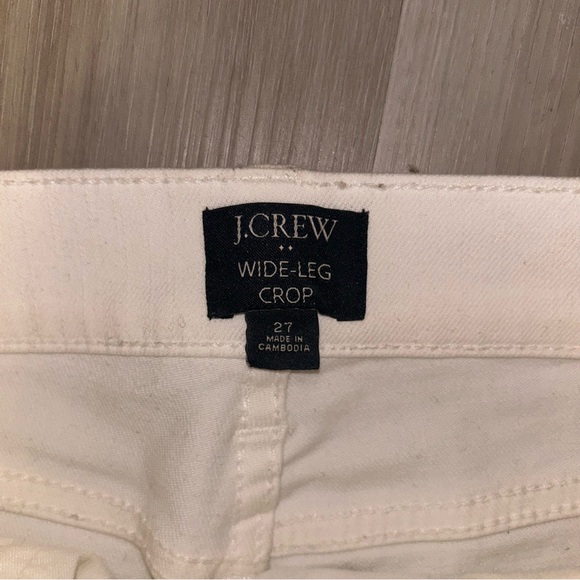 J.CREW
WIDE-LEG
CROP
27
MADE IN
CAMBODIA